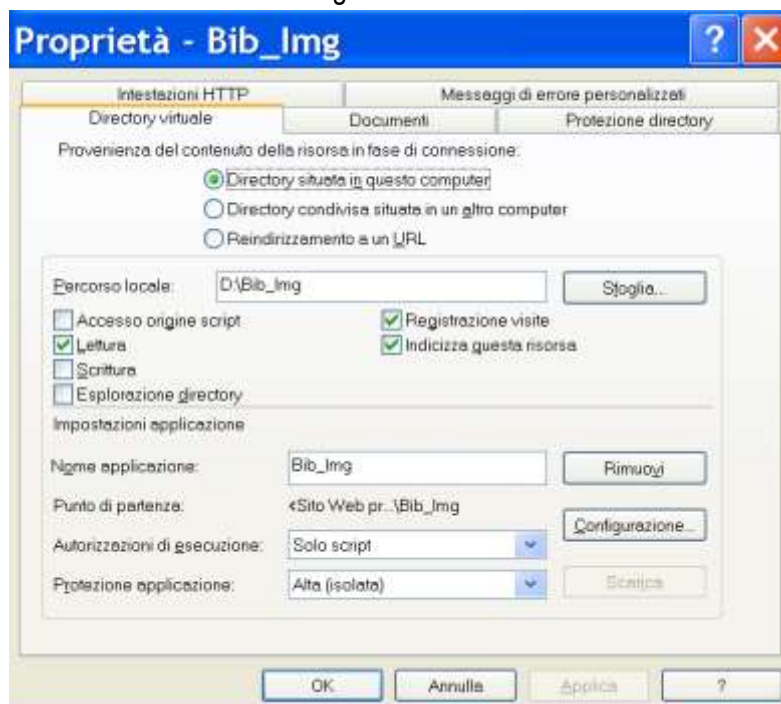 Proprietà - Bib_Img
Intestazioni HTTP Messaggi di errore personalizzati
Directory virtuale Documenti Protezione directory
Provenienza del contenuto della risorsa in fase di connessione:
Directory situata in questo computer
Directory condivisa situata in un altro computer
Reindirizzamento a un URL
Percorso locale: D:\Bib_Img Sfoglia...
Accesso origine script Registrazione visite
Lettura Indicizza questa risorsa
Scrittura
Esplorazione directory
Impostazioni applicazione
Nome applicazione: Bib_Img Rimuovi
Punto di partenza: <Sito Web pr...\Bib_Img
Configurazione...
Autorizzazioni di esecuzione: Solo script
Protezione applicazione: Alta (isolata) Scarica
OK Annulla Applica ?